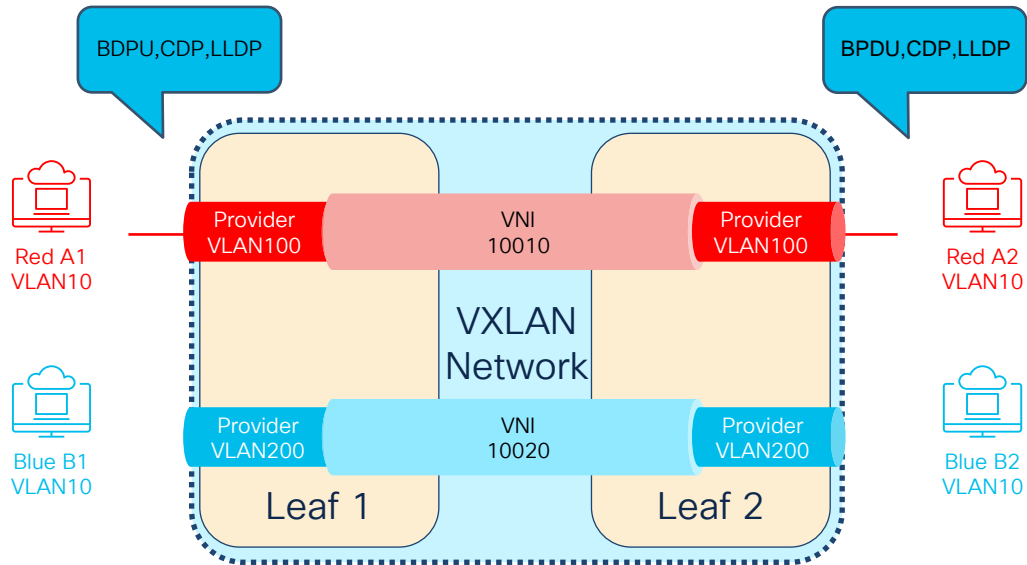 BDPU,CDP,LLDP
BPDU,CDP,LLDP
Red A1
VLAN10
Provider
VLAN100
VNI
10010
Provider
VLAN100
Red A2
VLAN10
VXLAN
Network
Blue B1
VLAN10
Provider
VLAN200
VNI
10020
Provider
VLAN200
Blue B2
VLAN10
Leaf 1
Leaf 2